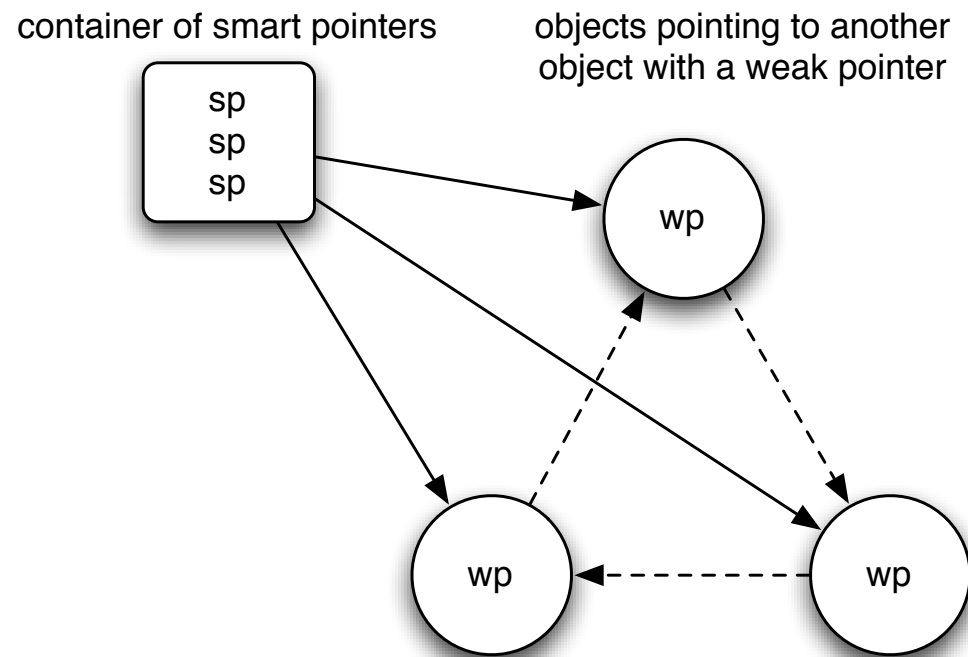 container of smart pointers
objects pointing to another
object with a weak pointer
sp
sp
sp
wp
wp
wp